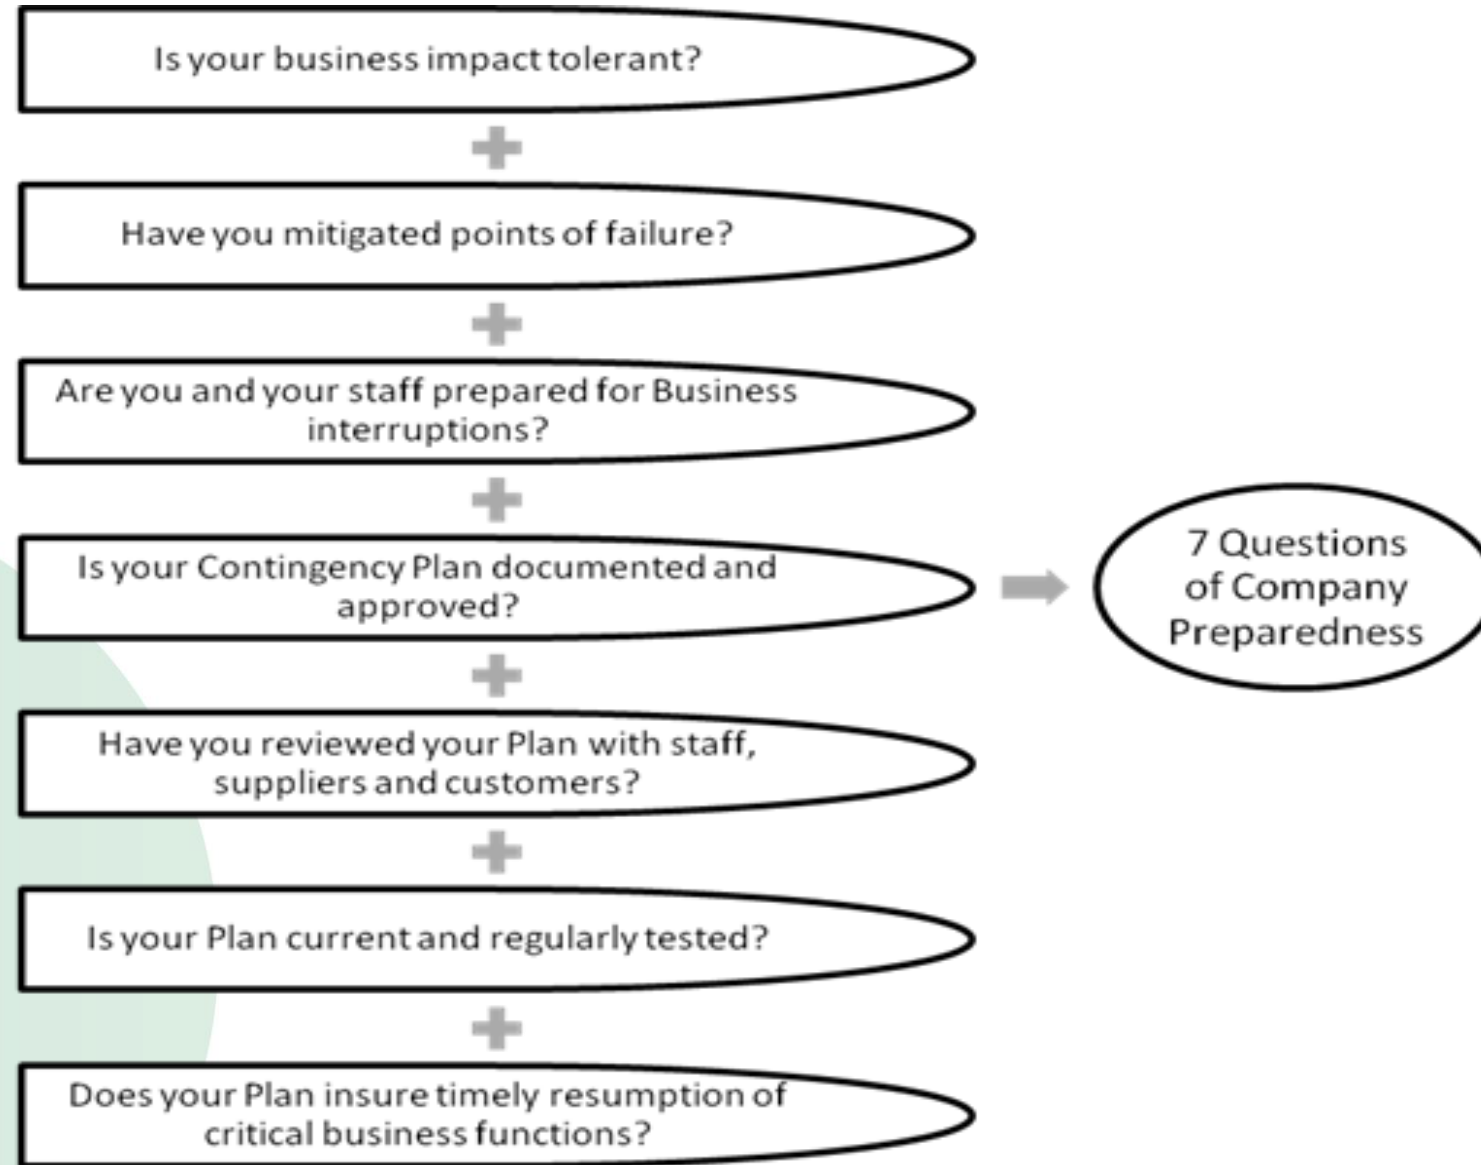 Is your business impact tolerant?
Have you mitigated points of failure?
Are you and your staff prepared for Business
interruptions?
Is your Contingency Plan documented and
approved?
Have you reviewed your Plan with staff,
suppliers and customers?
Is your Plan current and regularly tested?
Does your Plan insure timely resumption of
critical business functions?
7 Questions
of Company
Preparedness